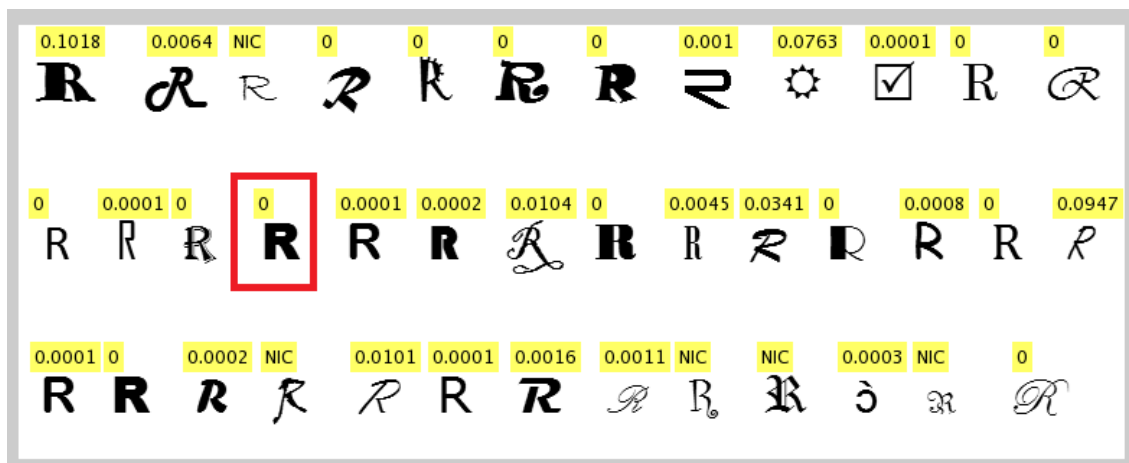 0.1018 0.0064 NIC 0 0 0 0 0.001 0.0763 0.0001 0 0
R R R R R R R R ☼ ☑ R R
0 0.0001 0 0 0.0001 0.0002 0.0104 0 0.0045 0.0341 0 0.0008 0 0.0947
R R R R R R R R R R R R R R
0.0001 0 0.0002 NIC 0.0101 0.0001 0.0016 0.0011 NIC NIC 0.0003 NIC 0
R R R R R R R R R R ် R R